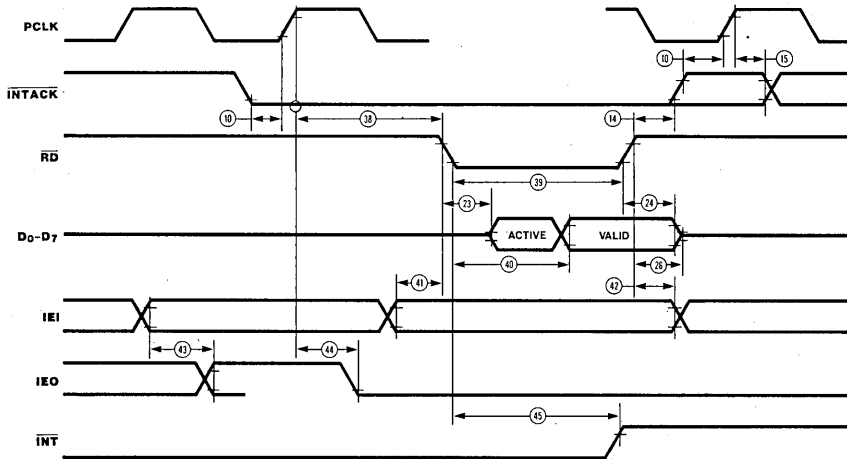 PCLK
10
15
INTACK
10
38
14
RD
39
23
24
D0-D7
ACTIVE
VALID
40
26
41
42
IEI
43
44
IEO
45
INT